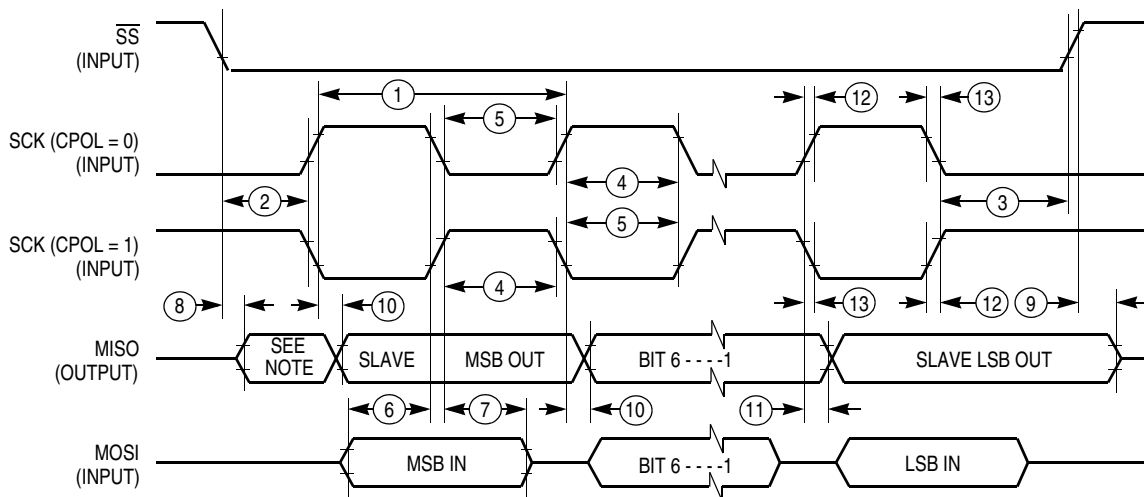 SS
(INPUT)
1
12
13
5
SCK (CPOL = 0)
(INPUT)
4
2
3
5
SCK (CPOL = 1)
(INPUT)
4
8
10
13
12
9
MISO
(OUTPUT)
SEE
NOTE
SLAVE
MSB OUT
BIT 6 - - - -1
SLAVE LSB OUT
6
7
10
11
MOSI
(INPUT)
MSB IN
BIT 6 - - - -1
LSB IN